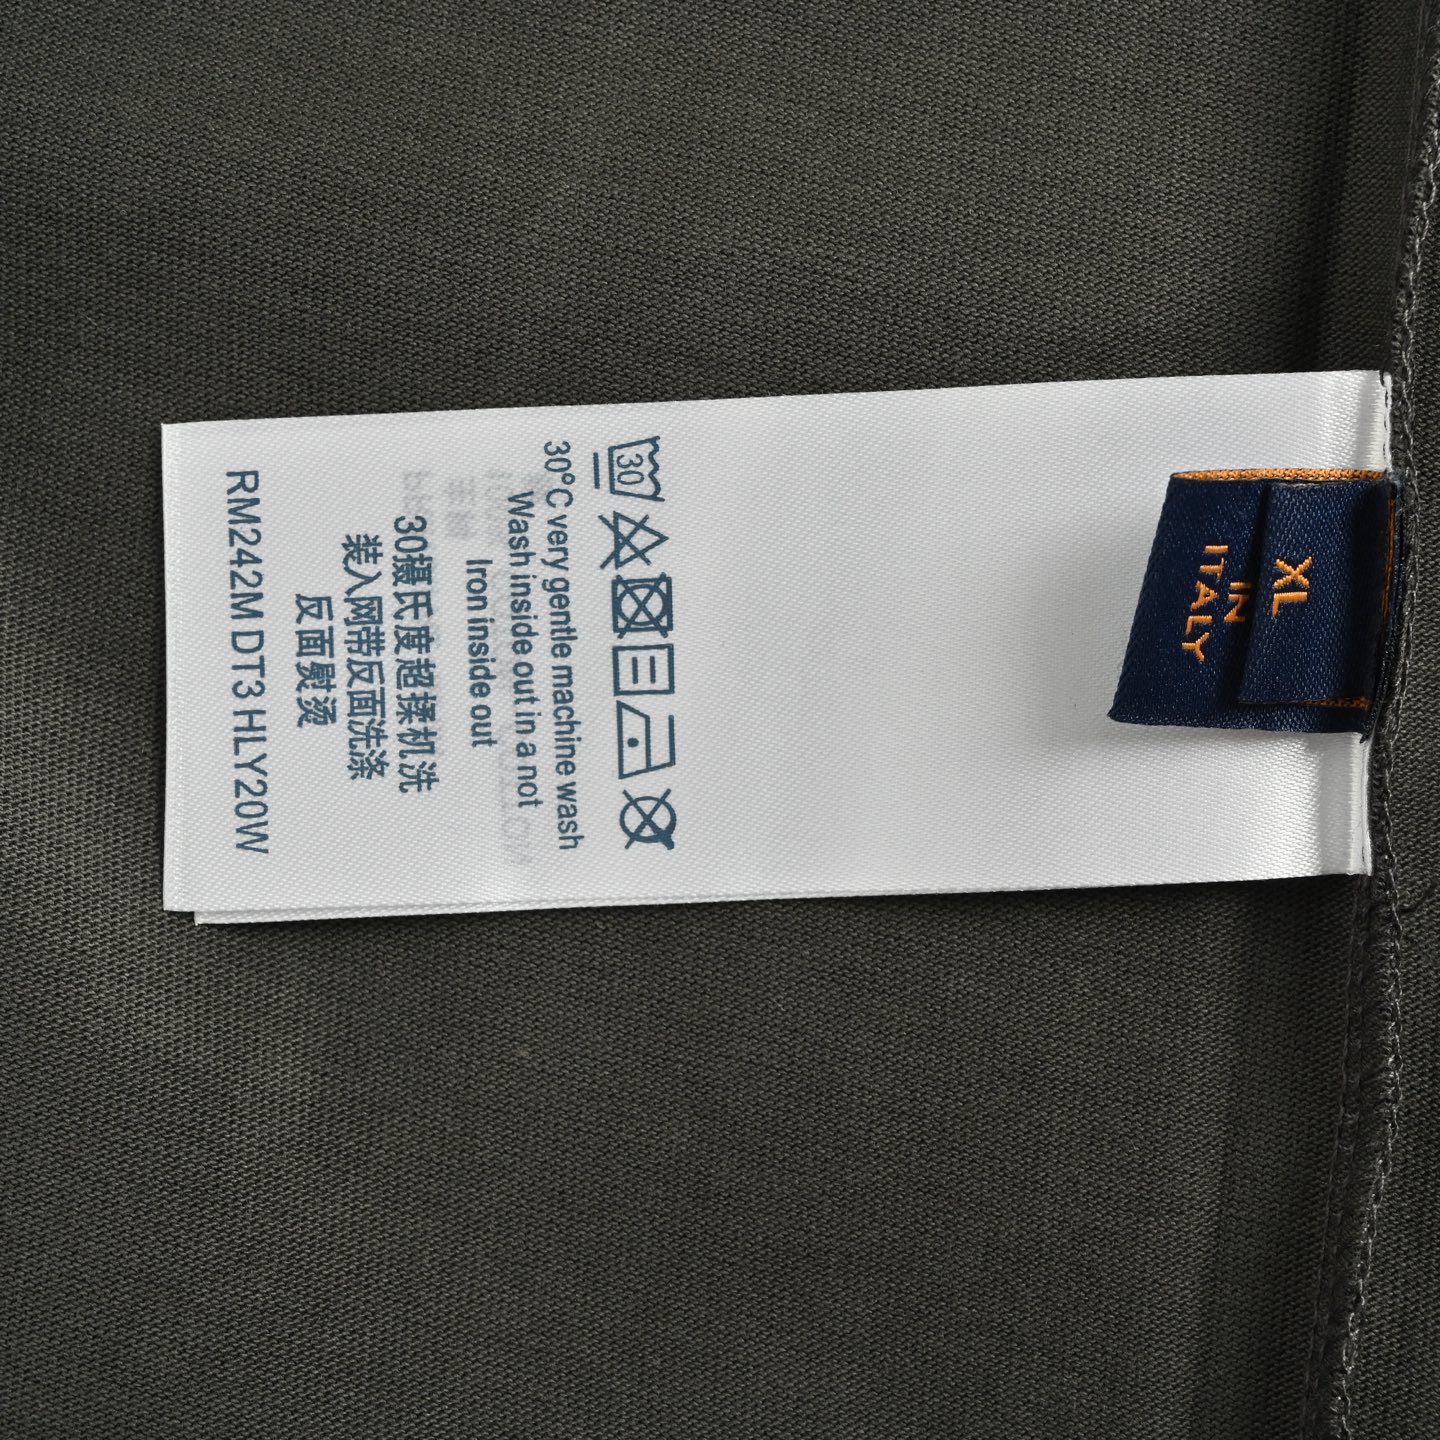 XL
IN
ITALY
30
30°C very gentle machine wash
Wash inside out in a not
Iron inside out
30摄氏度超揉机洗
装入网带反面洗涤
反面熨烫
RM242M DT3 HLY20W